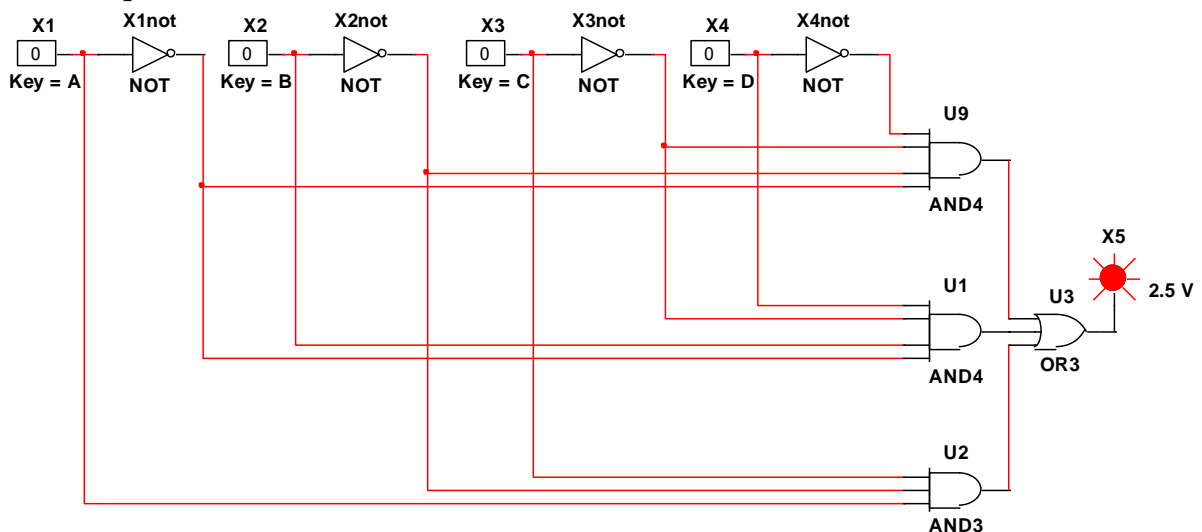 X1 X1not X2 X2not X3 X3not X4 X4not
0 0 0 0
Key = A NOT Key = B NOT Key = C NOT Key = D NOT
U9
AND4
X5
2.5 V
U1
U3
AND4
OR3
U2
AND3